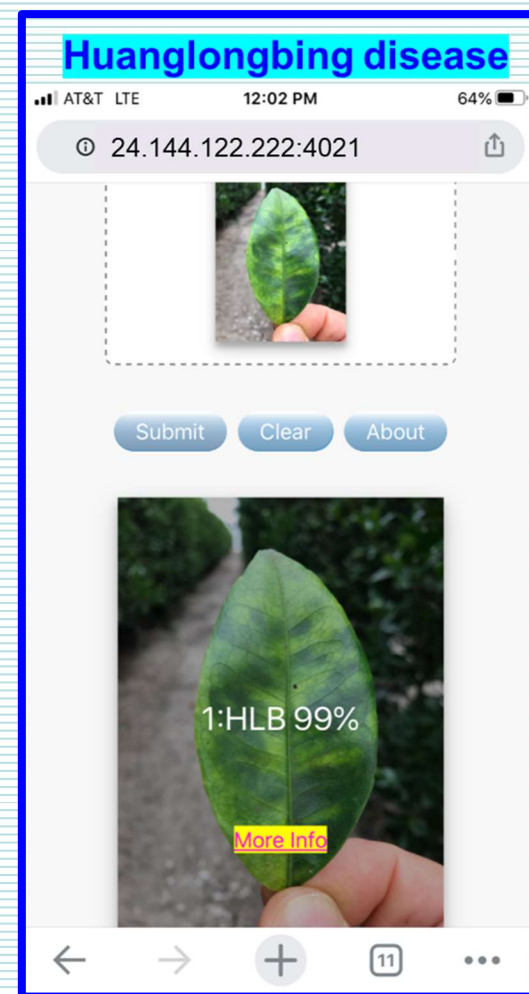 Huanglongbing disease
AT&T LTE 12:02 PM 64%
24.144.122.222:4021
Submit Clear About
1:HLB 99%
More Info
11